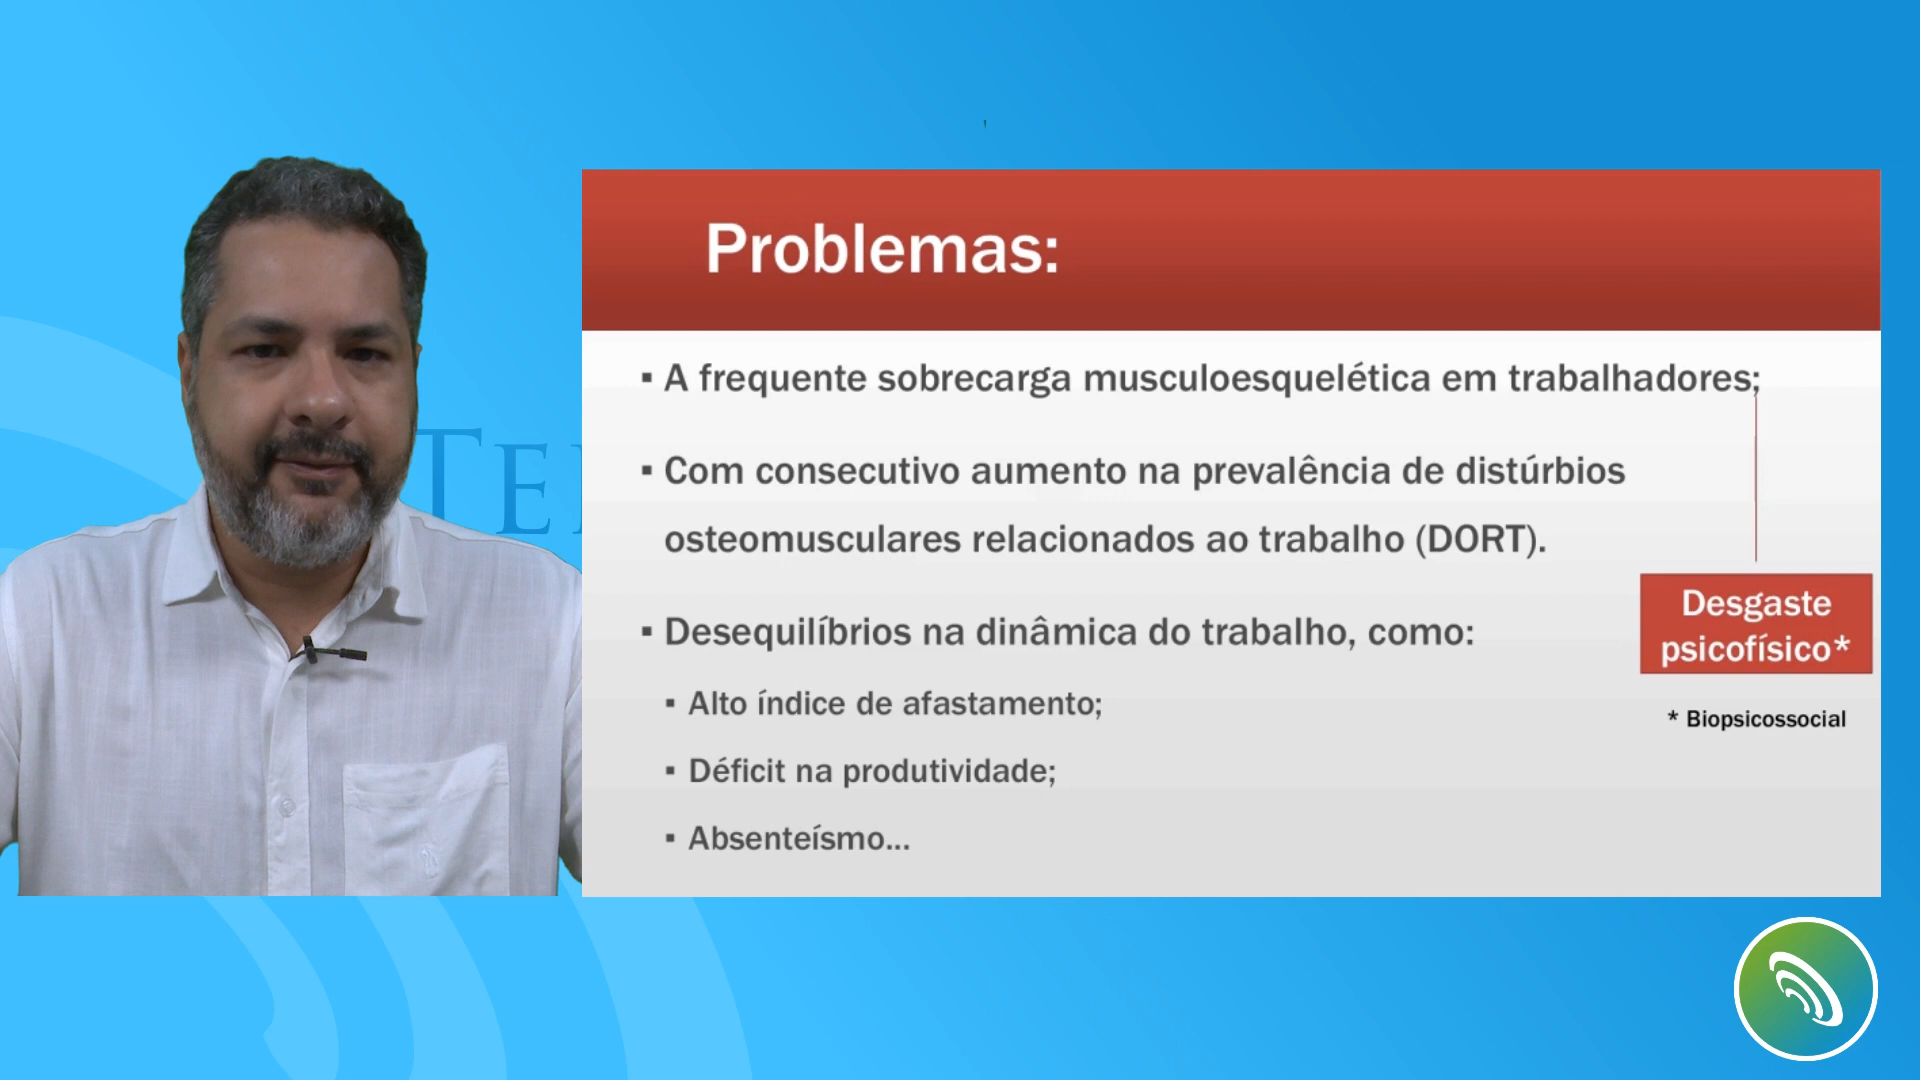 Problemas:
▪ A frequente sobrecarga musculoesquelética em trabalhadores;
▪ Com consecutivo aumento na prevalência de distúrbios
osteomusculares relacionados ao trabalho (DORT).
▪ Desequilíbrios na dinâmica do trabalho, como:
▪ Alto índice de afastamento;
▪ Déficit na produtividade;
▪ Absenteísmo...
Desgaste
psicofísico*
* Biopsicossocial